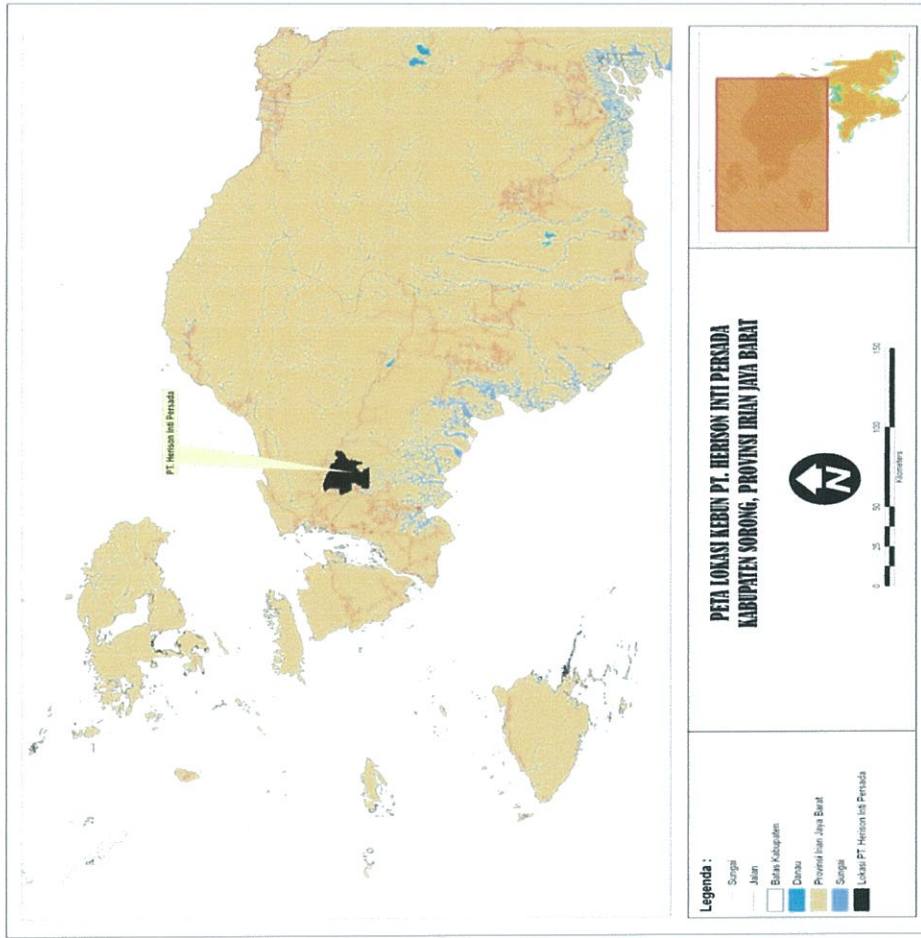 PT. Herison Inti Persada
PETA LOKASI KEBUN PT. HERISON INTI PERSADA
KABUPATEN SORONG, PROVINSI IRIAN JAYA BARAT
N
0 25 50 100 150
Kilometers
Legenda :
Sungai
Jalan
Batas Kabupaten
Danau
Provinsi Irian Jaya Barat
Sungai
Lokasi PT. Herison Inti Persada